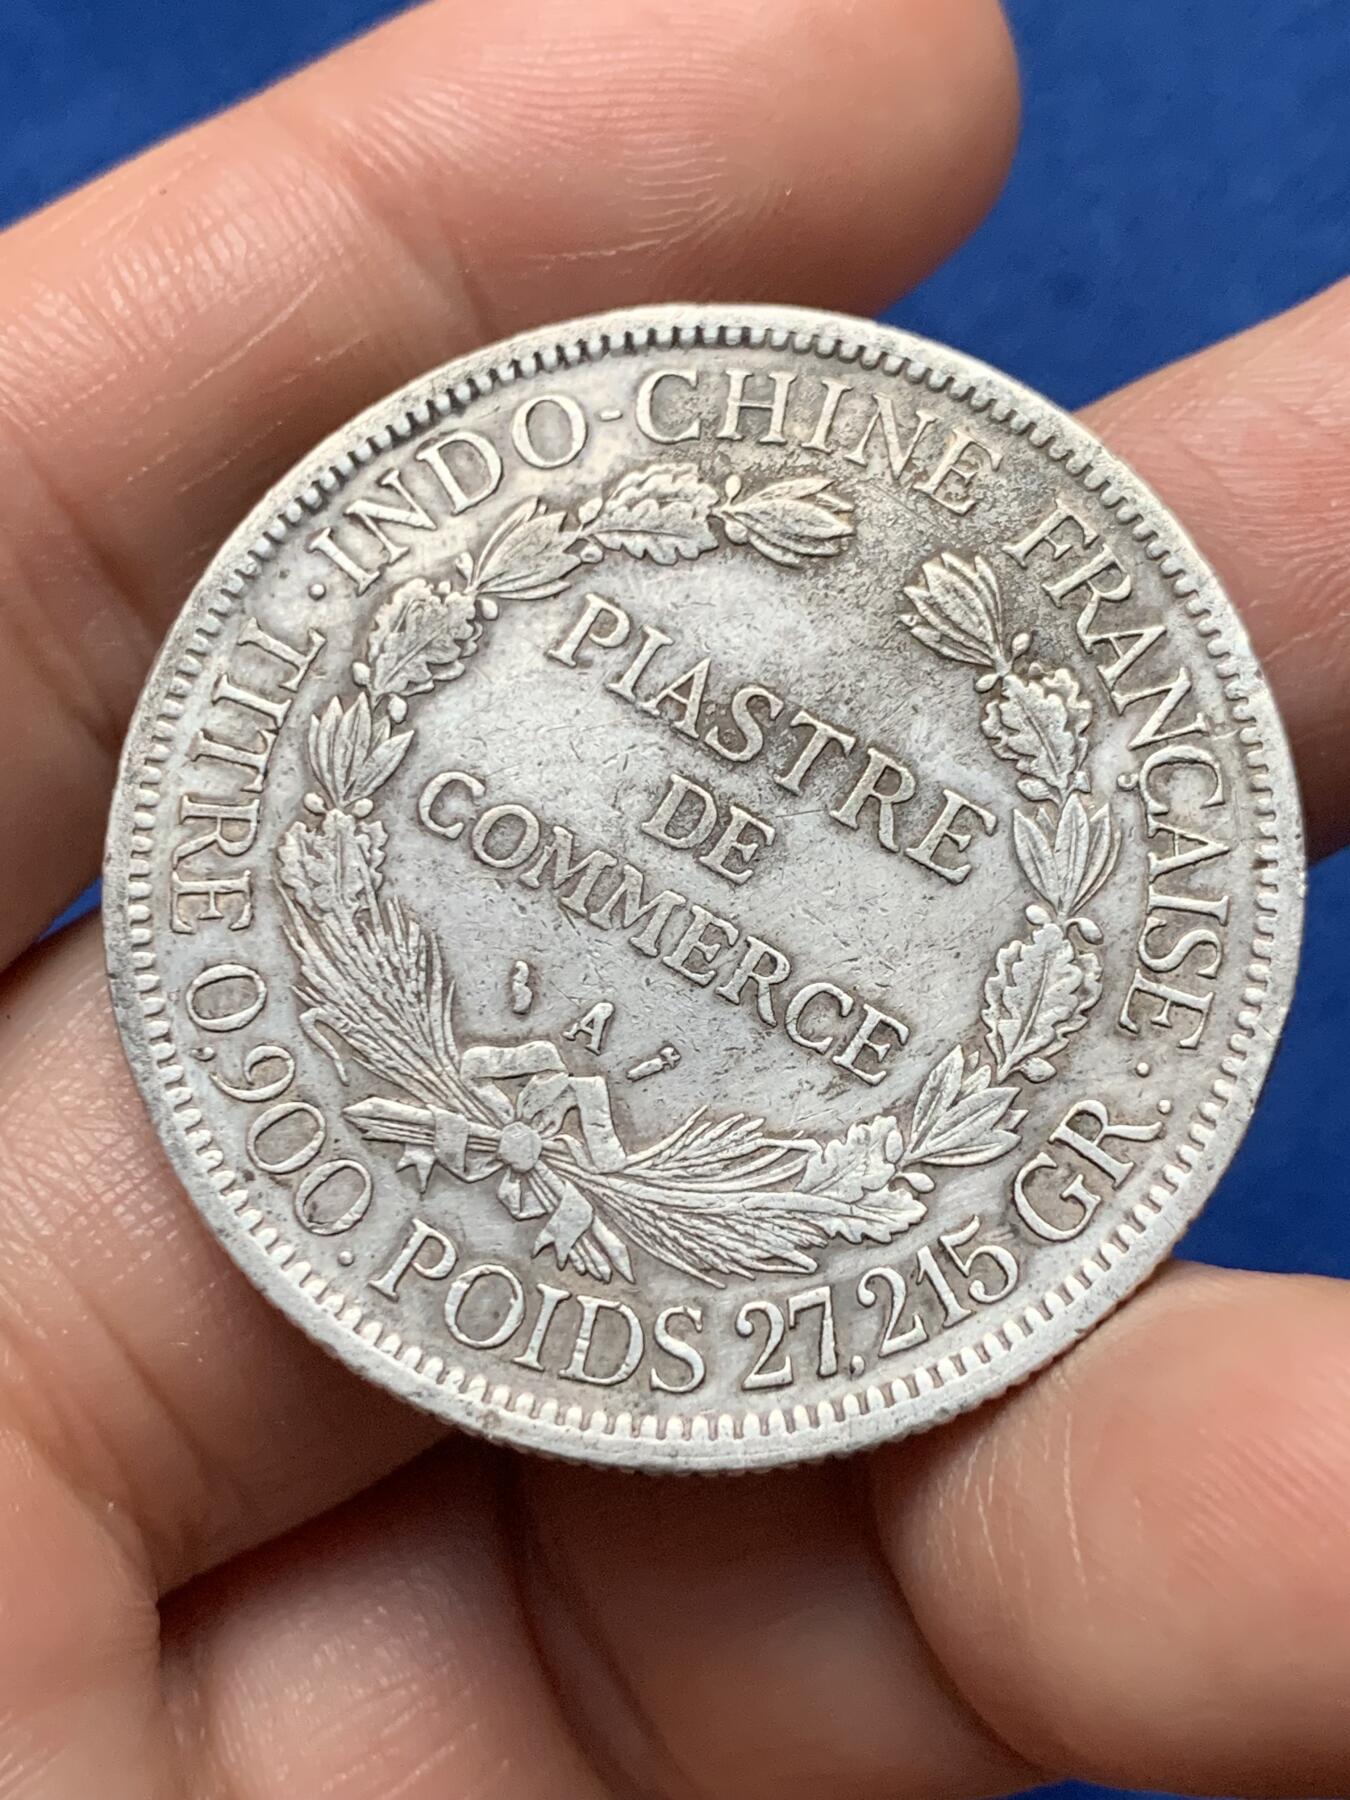 · INDO-CHINE FRANÇAISE ·
PIASTRE
DE
COMMERCE
A
TITRE 0,900. POIDS 27,215 GR.